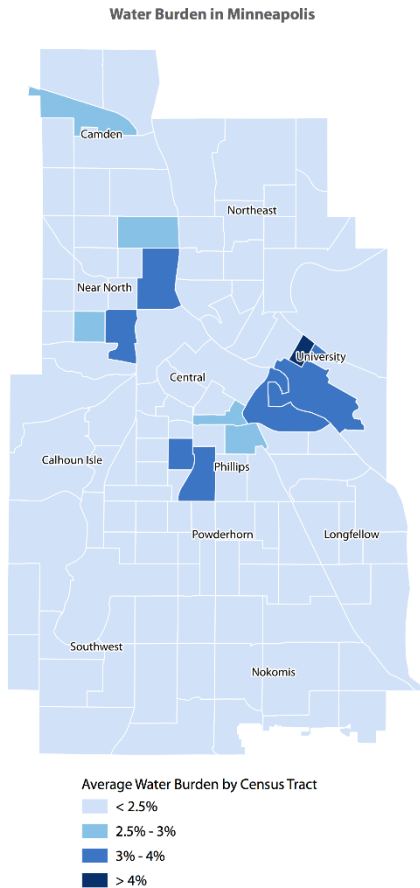 Water Burden in Minneapolis
Camden
Northeast
Near North
University
Central
Calhoun Isle
Phillips
Powderhorn
Longfellow
Southwest
Nokomis
Average Water Burden by Census Tract
< 2.5%
2.5% - 3%
3% - 4%
> 4%